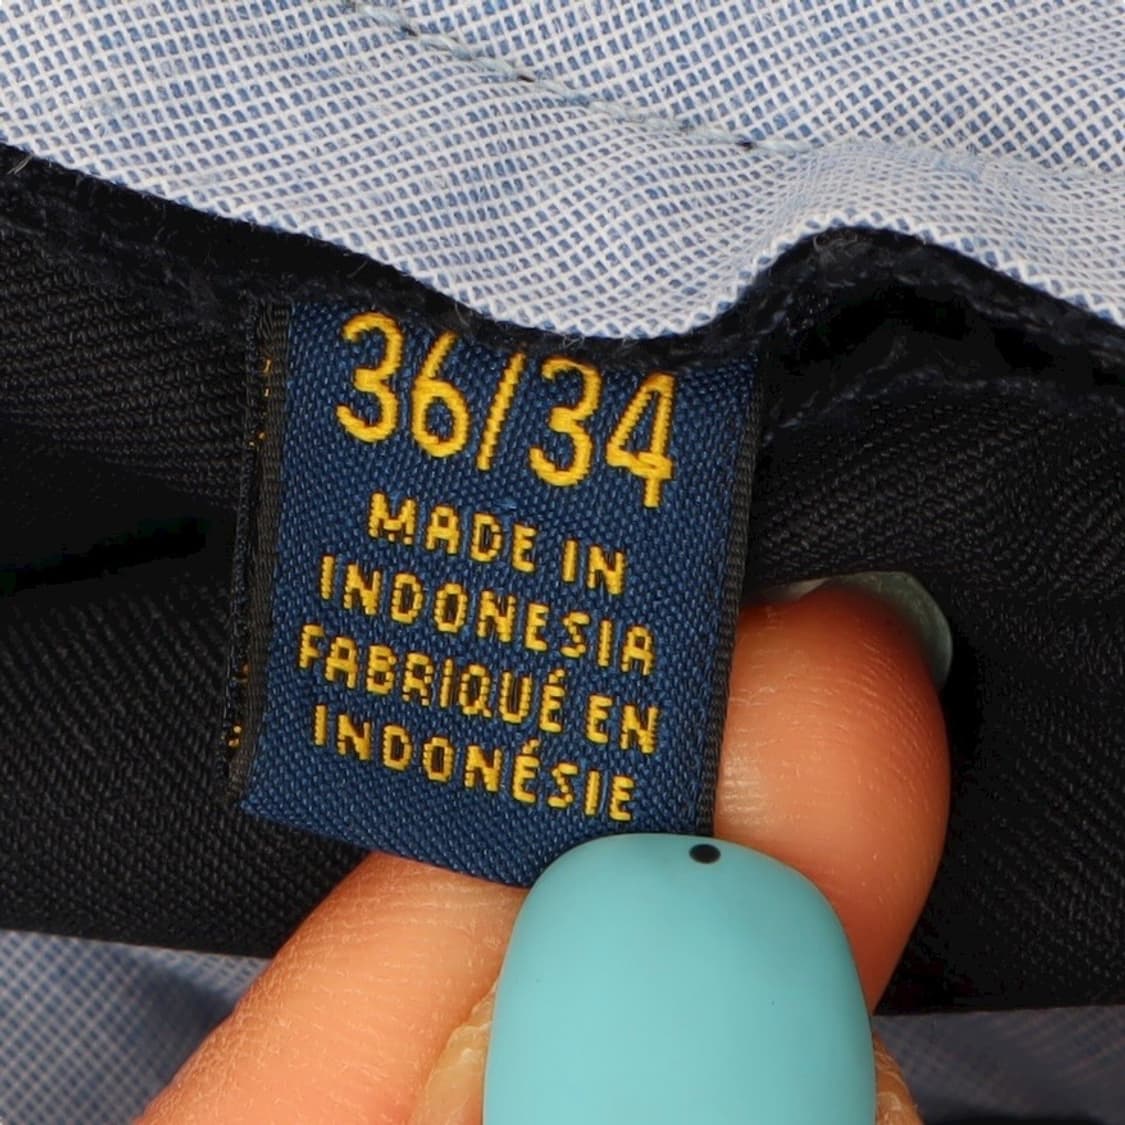 36/34
MADE IN
INDONESIA
FABRIQUÉ EN
INDONÉSIE